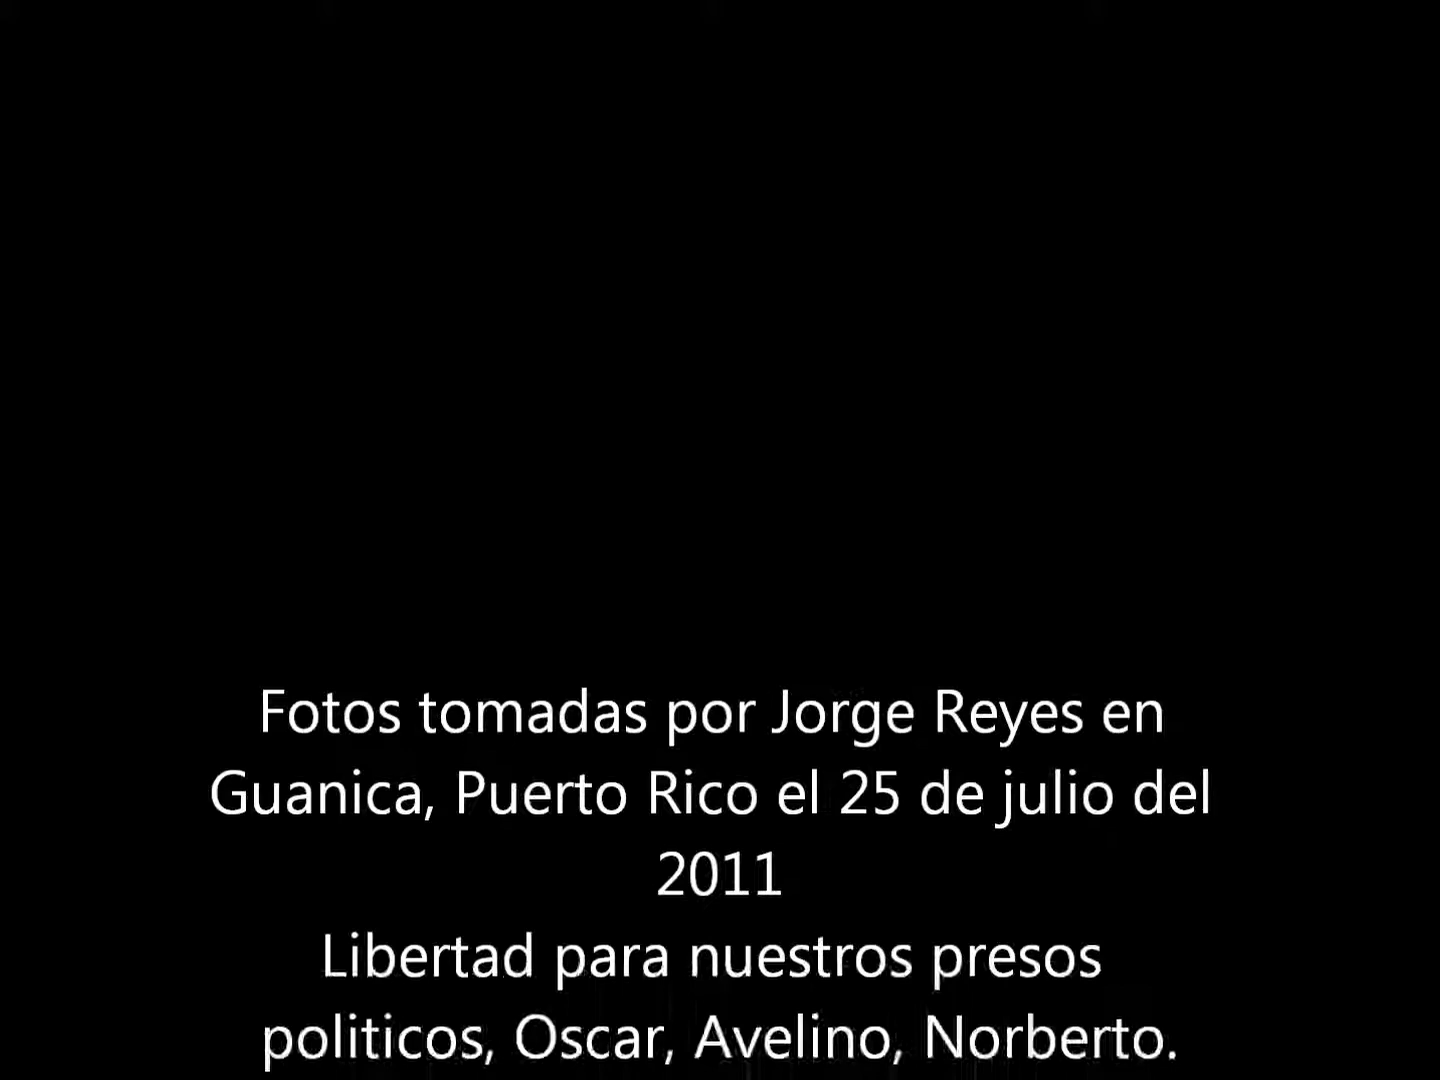 Fotos tomadas por Jorge Reyes en
Guanica, Puerto Rico el 25 de julio del
2011
Libertad para nuestros presos
politicos, Oscar, Avelino, Norberto.